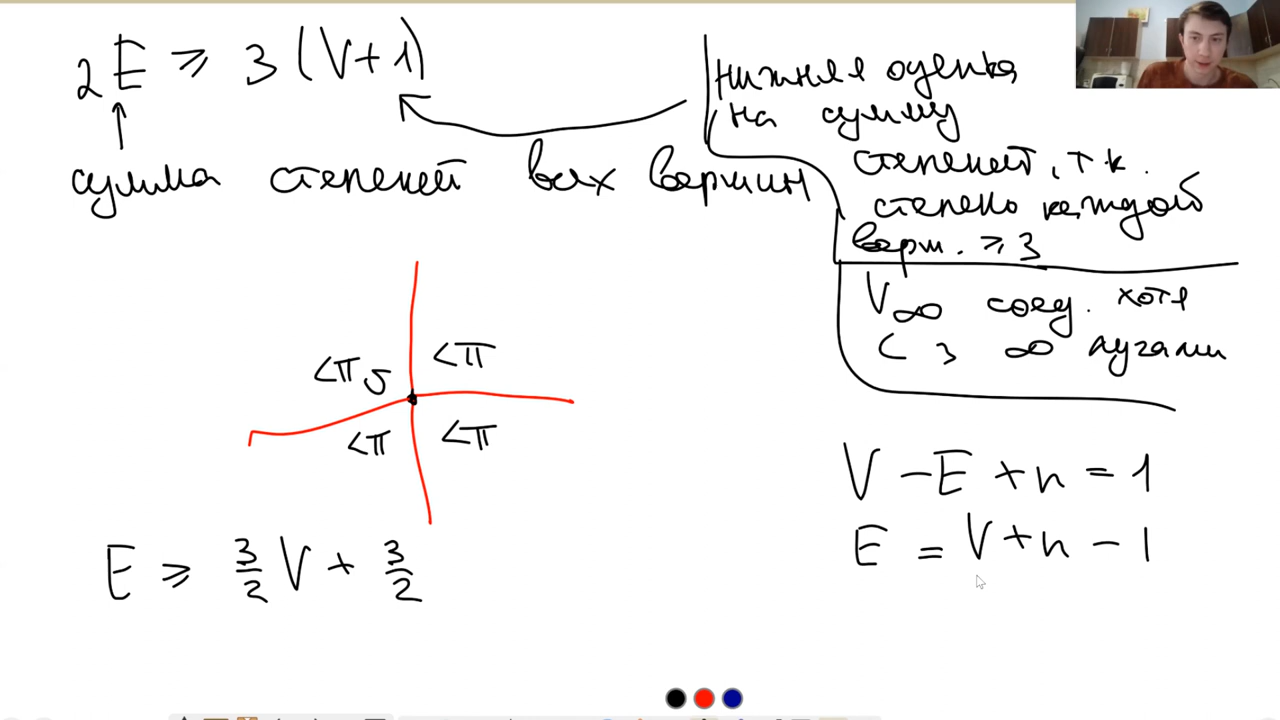 2E ⩾ 3(V+1)
сумма степеней всех вершин
нижняя оценка
на сумму
степеней, т.к.
степень каждой
верш. ⩾ 3
V∞ соед. хотя
с 3 ∞ лучами
<π <π
<π <π
E ⩾ 3/2 V + 3/2
V − E + n = 1
E = V + n − 1